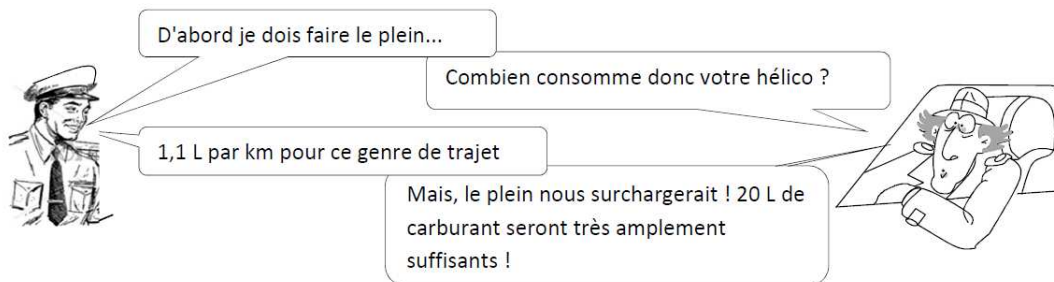 D'abord je dois faire le plein...
Combien consomme donc votre hélico ?
1,1 L par km pour ce genre de trajet
Mais, le plein nous surchargerait ! 20 L de
carburant seront très amplement
suffisants !